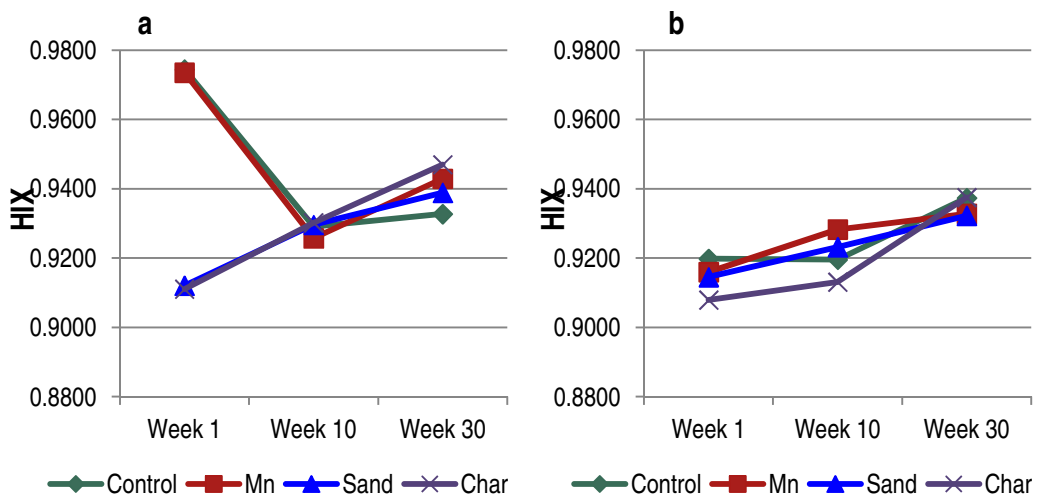 a
HIX
0.9800
0.9600
0.9400
0.9200
0.9000
0.8800
Week 1 Week 10 Week 30
Control Mn Sand Char
b
HIX
0.9800
0.9600
0.9400
0.9200
0.9000
0.8800
Week 1 Week 10 Week 30
Control Mn Sand Char